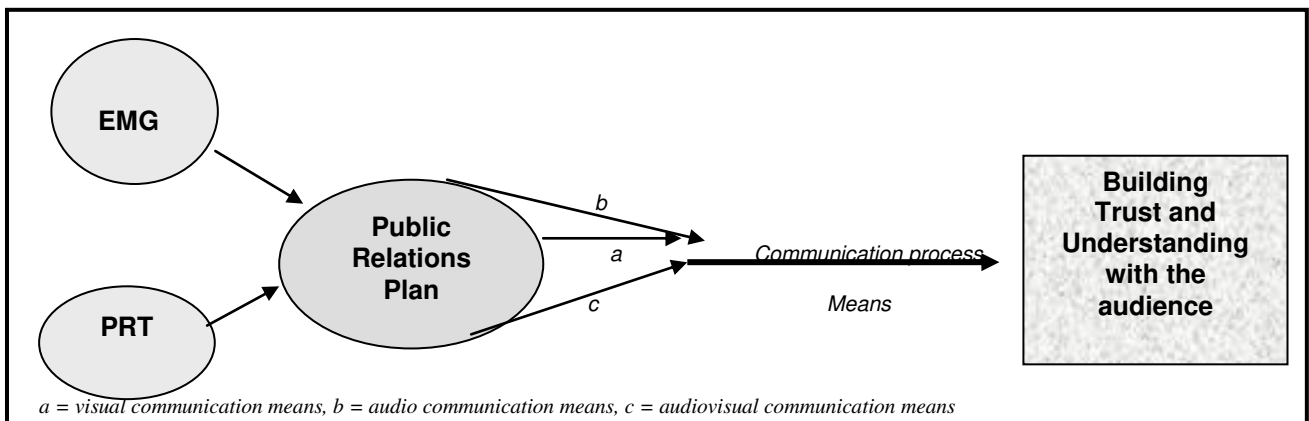 EMG
PRT
Public
Relations
Plan
b
a
c
Communication process
Means
Building
Trust and
Understanding
with the
audience
a = visual communication means, b = audio communication means, c = audiovisual communication means